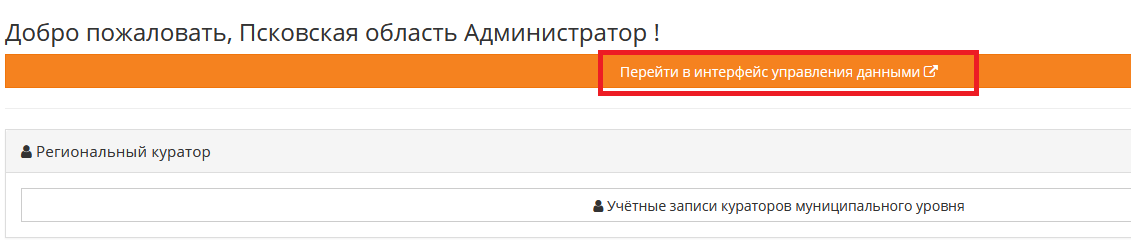 Добро пожаловать, Псковская область Администратор !
Перейти в интерфейс управления данными
Региональный куратор
Учётные записи кураторов муниципального уровня